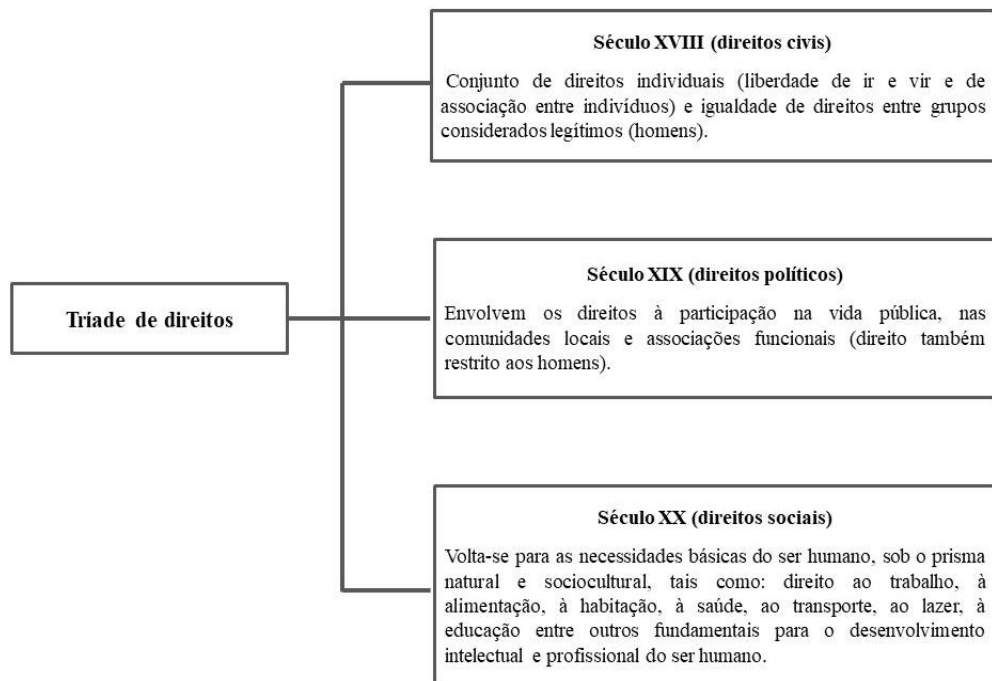 Século XVIII (direitos civis)
Conjunto de direitos individuais (liberdade de ir e vir e de
associação entre indivíduos) e igualdade de direitos entre grupos
considerados legítimos (homens).
Tríade de direitos
Século XIX (direitos políticos)
Envolvem os direitos à participação na vida pública, nas
comunidades locais e associações funcionais (direito também
restrito aos homens).
Século XX (direitos sociais)
Volta-se para as necessidades básicas do ser humano, sob o prisma
natural e sociocultural, tais como: direito ao trabalho, à
alimentação, à habitação, à saúde, ao transporte, ao lazer, à
educação entre outros fundamentais para o desenvolvimento
intelectual e profissional do ser humano.